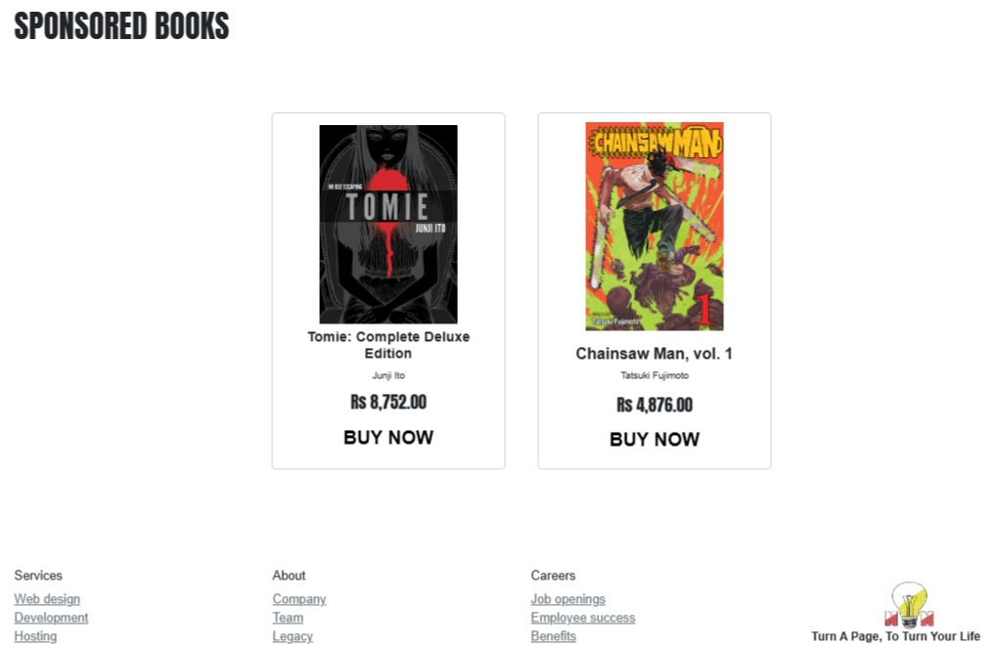 SPONSORED BOOKS
NO USE ESCAPING
TOMIE
JUNJI ITO
Tomie: Complete Deluxe
Edition
Junji Ito
Rs 8,752.00
BUY NOW
CHAINSAW MAN
1
Tatsuki Fujimoto
Chainsaw Man, vol. 1
Tatsuki Fujimoto
Rs 4,876.00
BUY NOW
Services
Web design
Development
Hosting
About
Company
Team
Legacy
Careers
Job openings
Employee success
Benefits
Turn A Page, To Turn Your Life